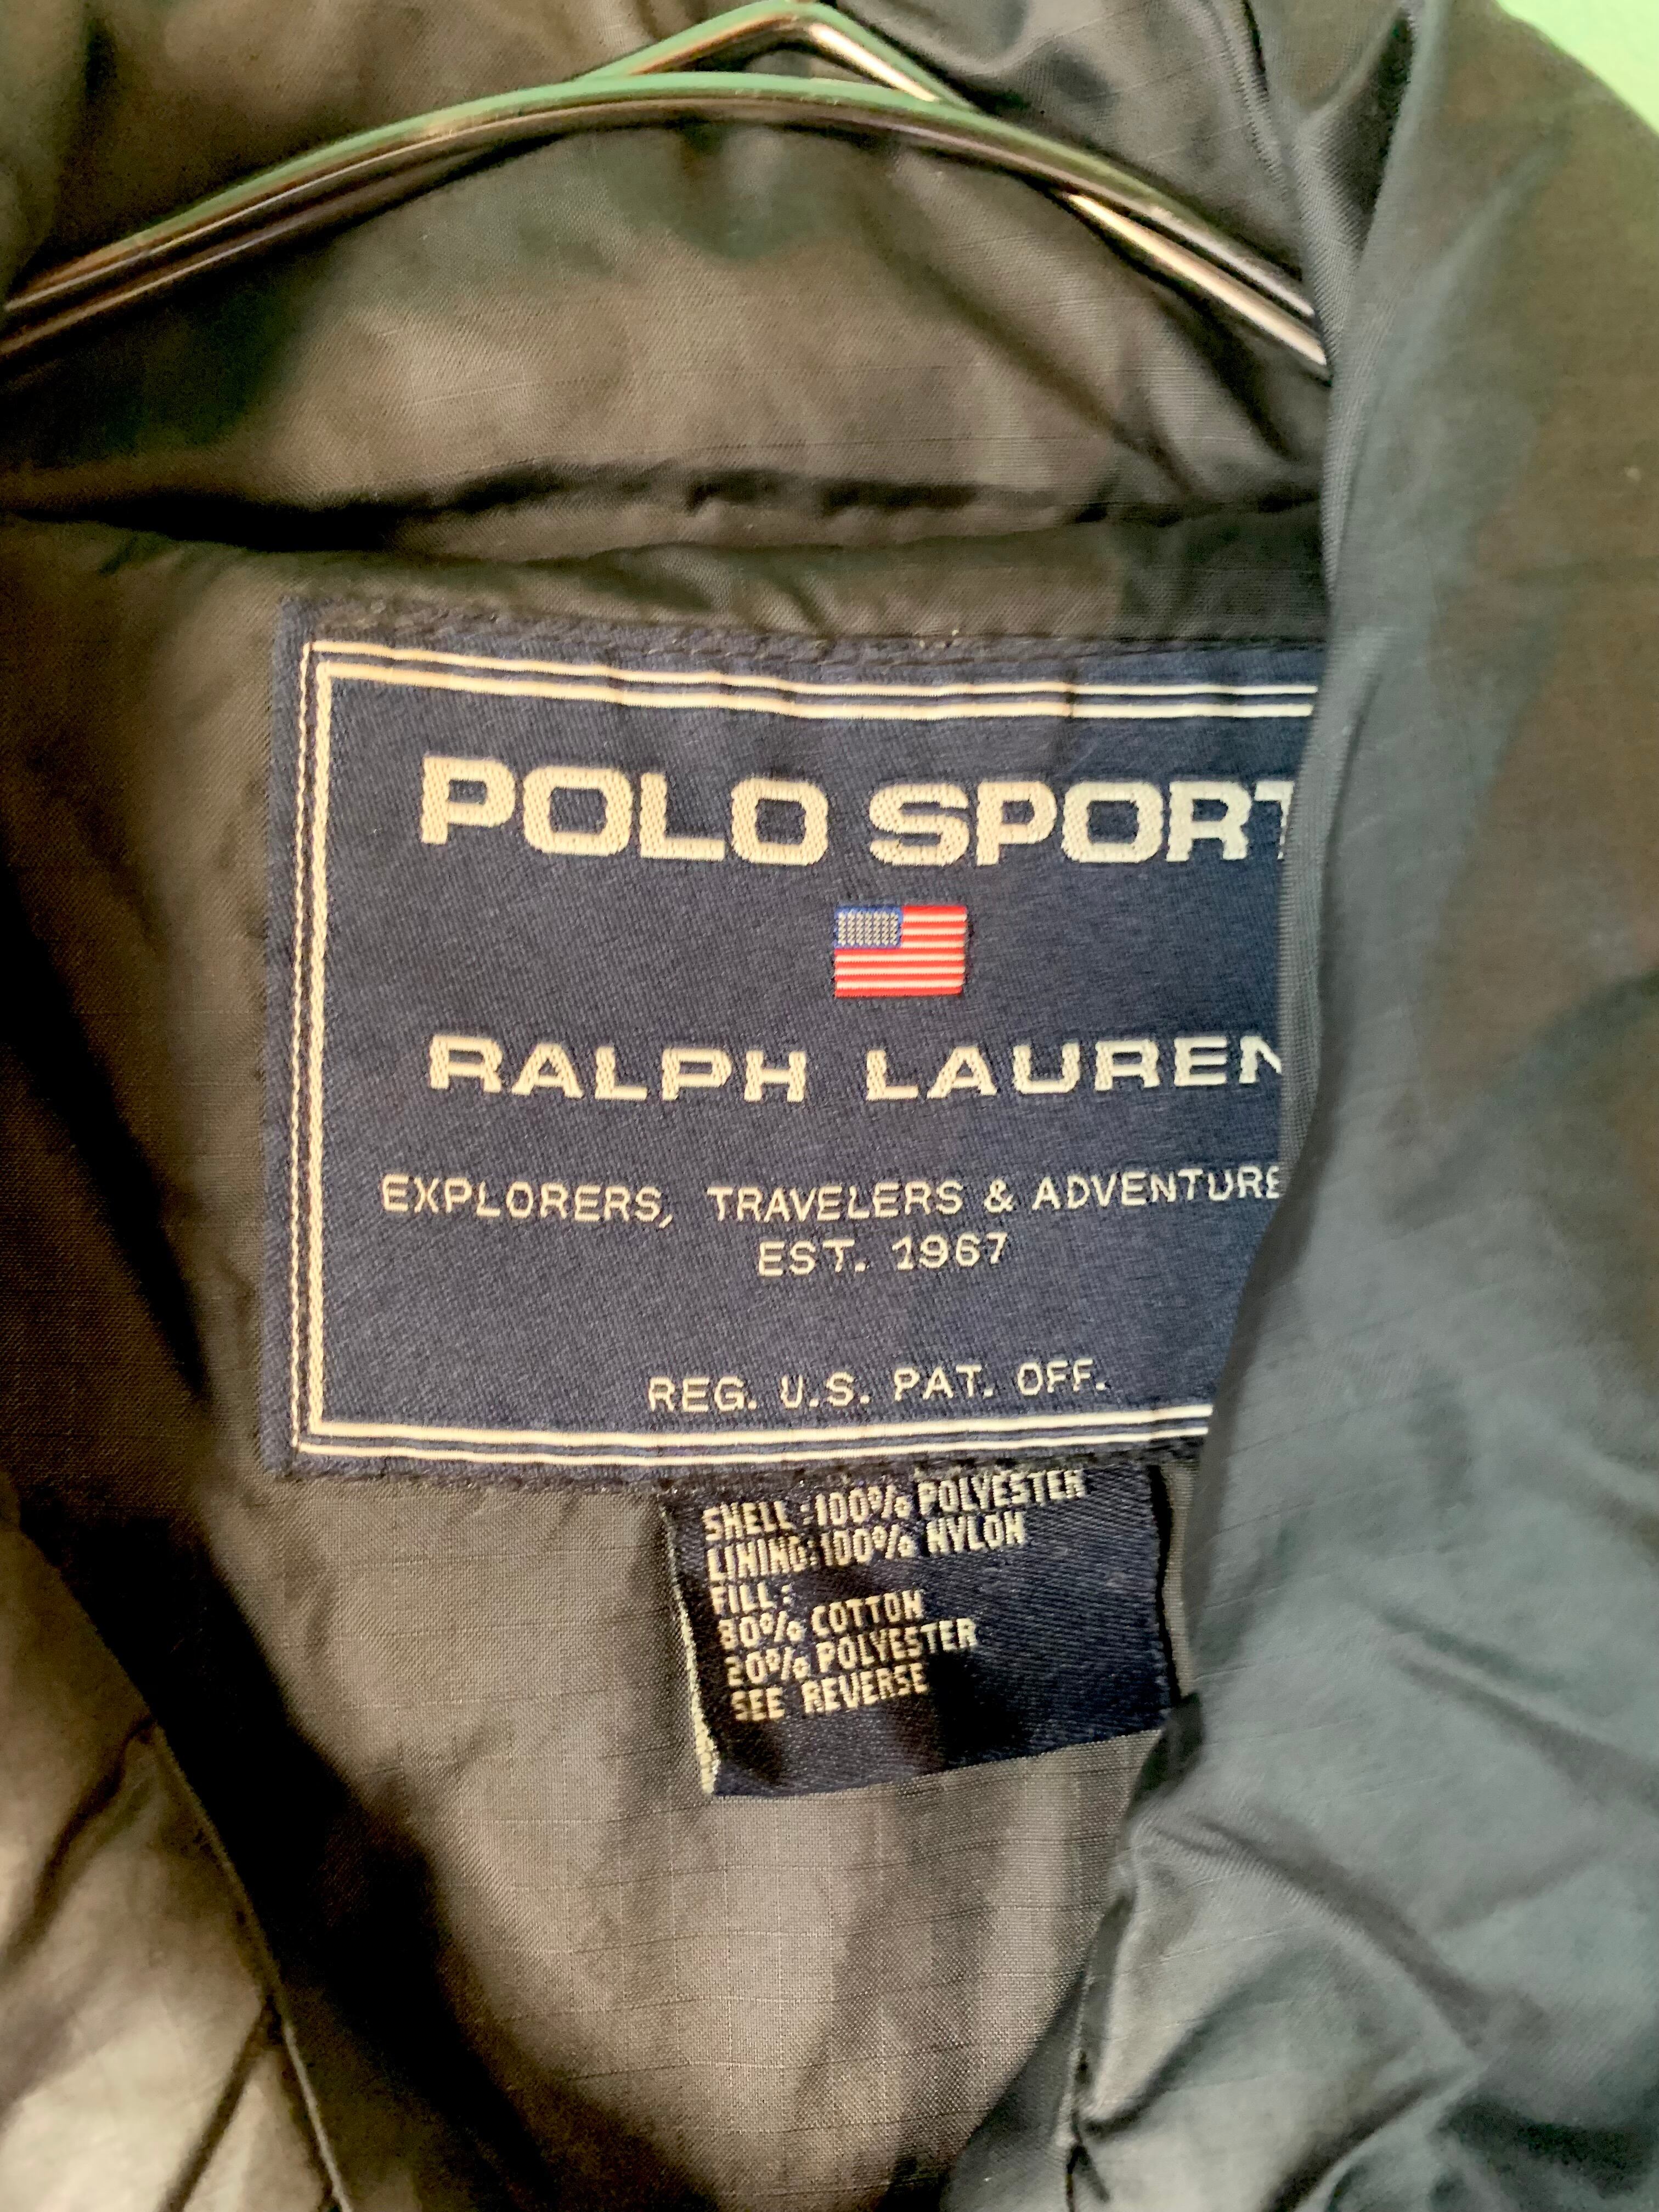 POLO SPORT
RALPH LAUREN
EXPLORERS, TRAVELERS & ADVENTURE
EST. 1967
REG. U.S. PAT. OFF.
SHELL:100% POLYESTER
LINING:100% NYLON
FILL:
80% COTTON
20% POLYESTER
SEE REVERSE